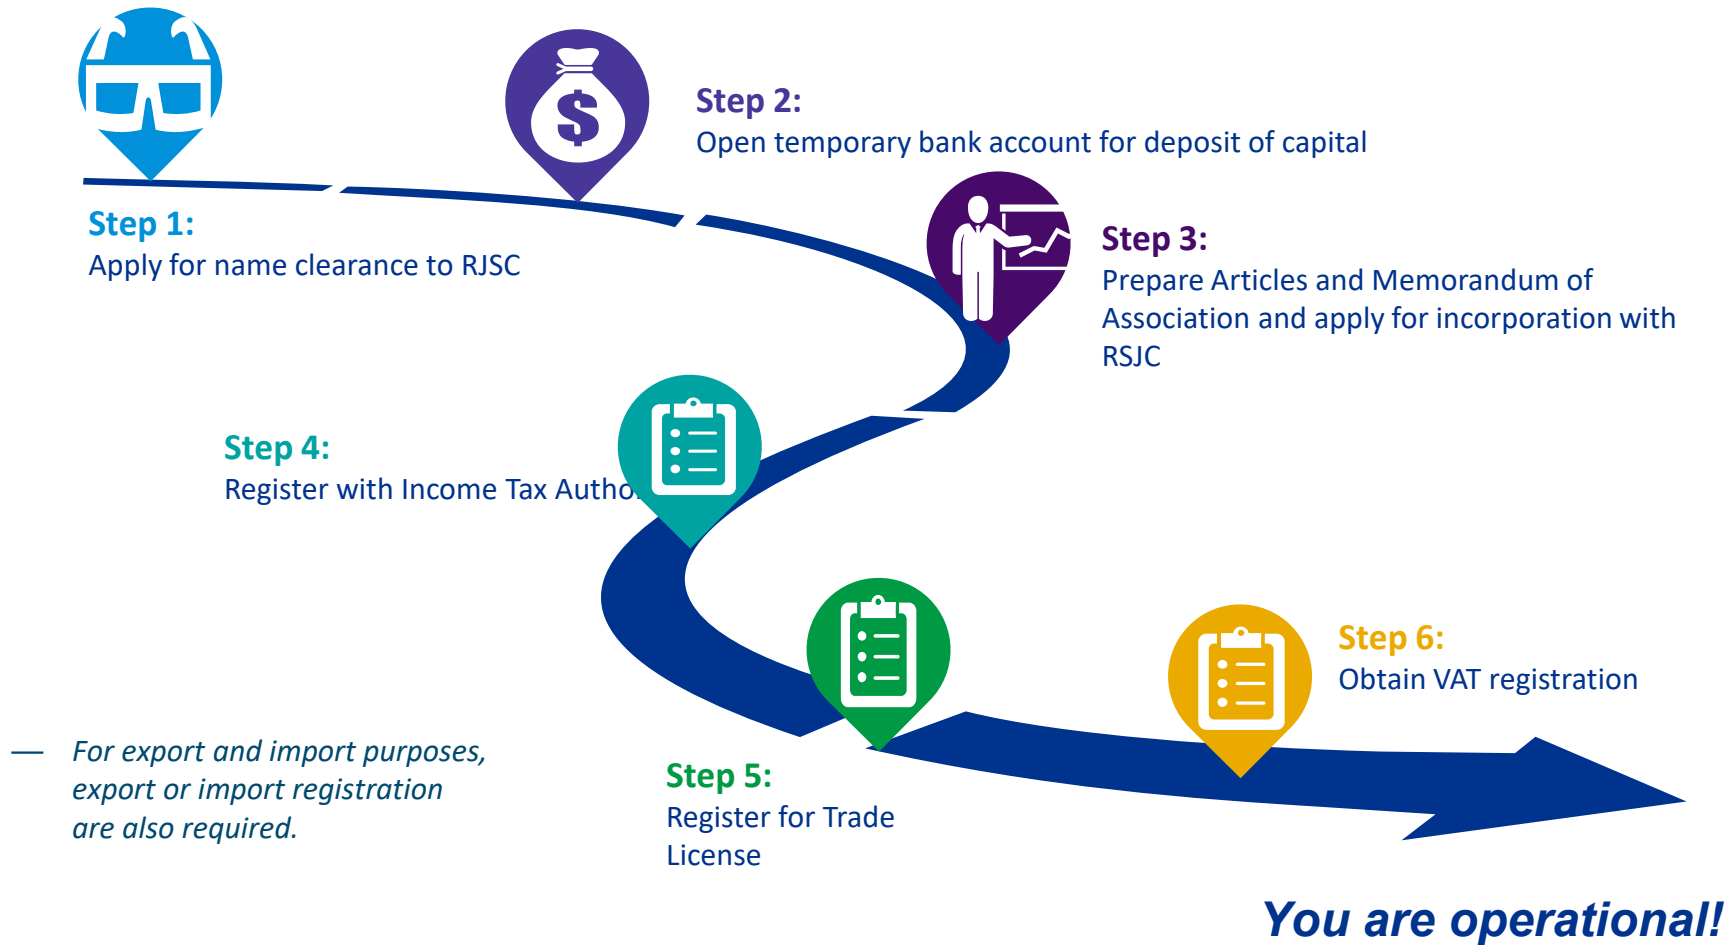 Step 1:
Apply for name clearance to RJSC
$
Step 2:
Open temporary bank account for deposit of capital
Step 3:
Prepare Articles and Memorandum of
Association and apply for incorporation with
RSJC
Step 4:
Register with Income Tax
Step 5:
Register for Trade
License
Step 6:
Obtain VAT registration
— For export and import purposes,
export or import registration
are also required.
You are operational!